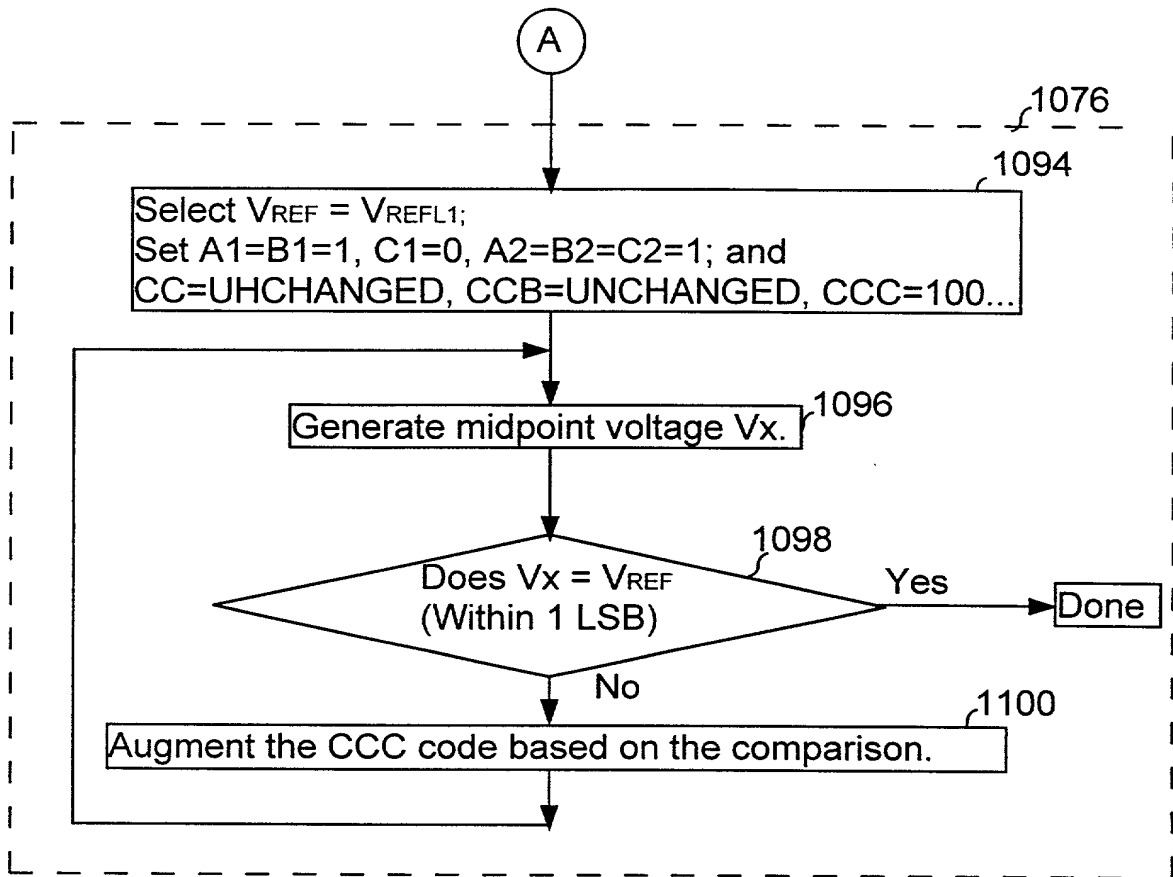 A
1076
1094
Select VREF = VREFL1;
Set A1=B1=1, C1=0, A2=B2=C2=1; and
CC=UHCHANGED, CCB=UNCHANGED, CCC=100...
1096
Generate midpoint voltage Vx.
1098
Does Vx = VREF
(Within 1 LSB)
Yes
Done
No
1100
Augment the CCC code based on the comparison.